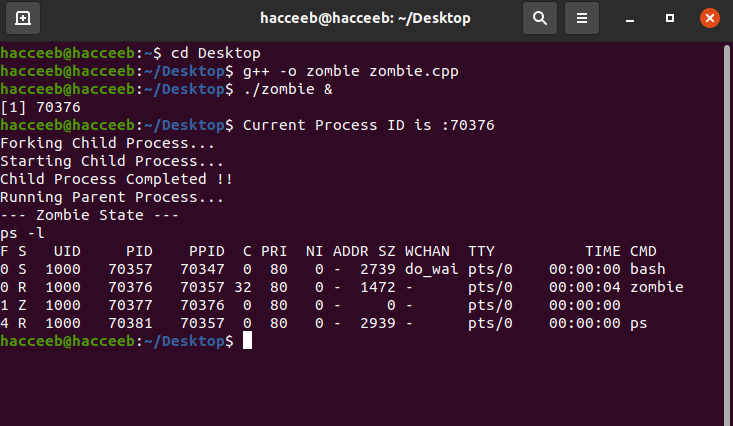 hacceeb@hacceeb: ~/Desktop
hacceeb@hacceeb:~$ cd Desktop
hacceeb@hacceeb:~/Desktop$ g++ -o zombie zombie.cpp
hacceeb@hacceeb:~/Desktop$ ./zombie &
[1] 70376
hacceeb@hacceeb:~/Desktop$ Current Process ID is :70376
Forking Child Process...
Starting Child Process...
Child Process Completed !!
Running Parent Process...
--- Zombie State ---
ps -l
F S   UID     PID    PPID  C PRI  NI ADDR SZ WCHAN  TTY          TIME CMD
0 S  1000   70357   70347  0  80   0 -  2739 do_wai pts/0    00:00:00 bash
0 R  1000   70376   70357 32  80   0 -  1472 -      pts/0    00:00:04 zombie
1 Z  1000   70377   70376  0  80   0 -     0 -      pts/0    00:00:00
4 R  1000   70381   70357  0  80   0 -  2939 -      pts/0    00:00:00 ps
hacceeb@hacceeb:~/Desktop$